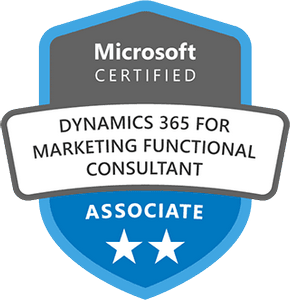 Microsoft
CERTIFIED
DYNAMICS 365 FOR
MARKETING FUNCTIONAL
CONSULTANT
ASSOCIATE